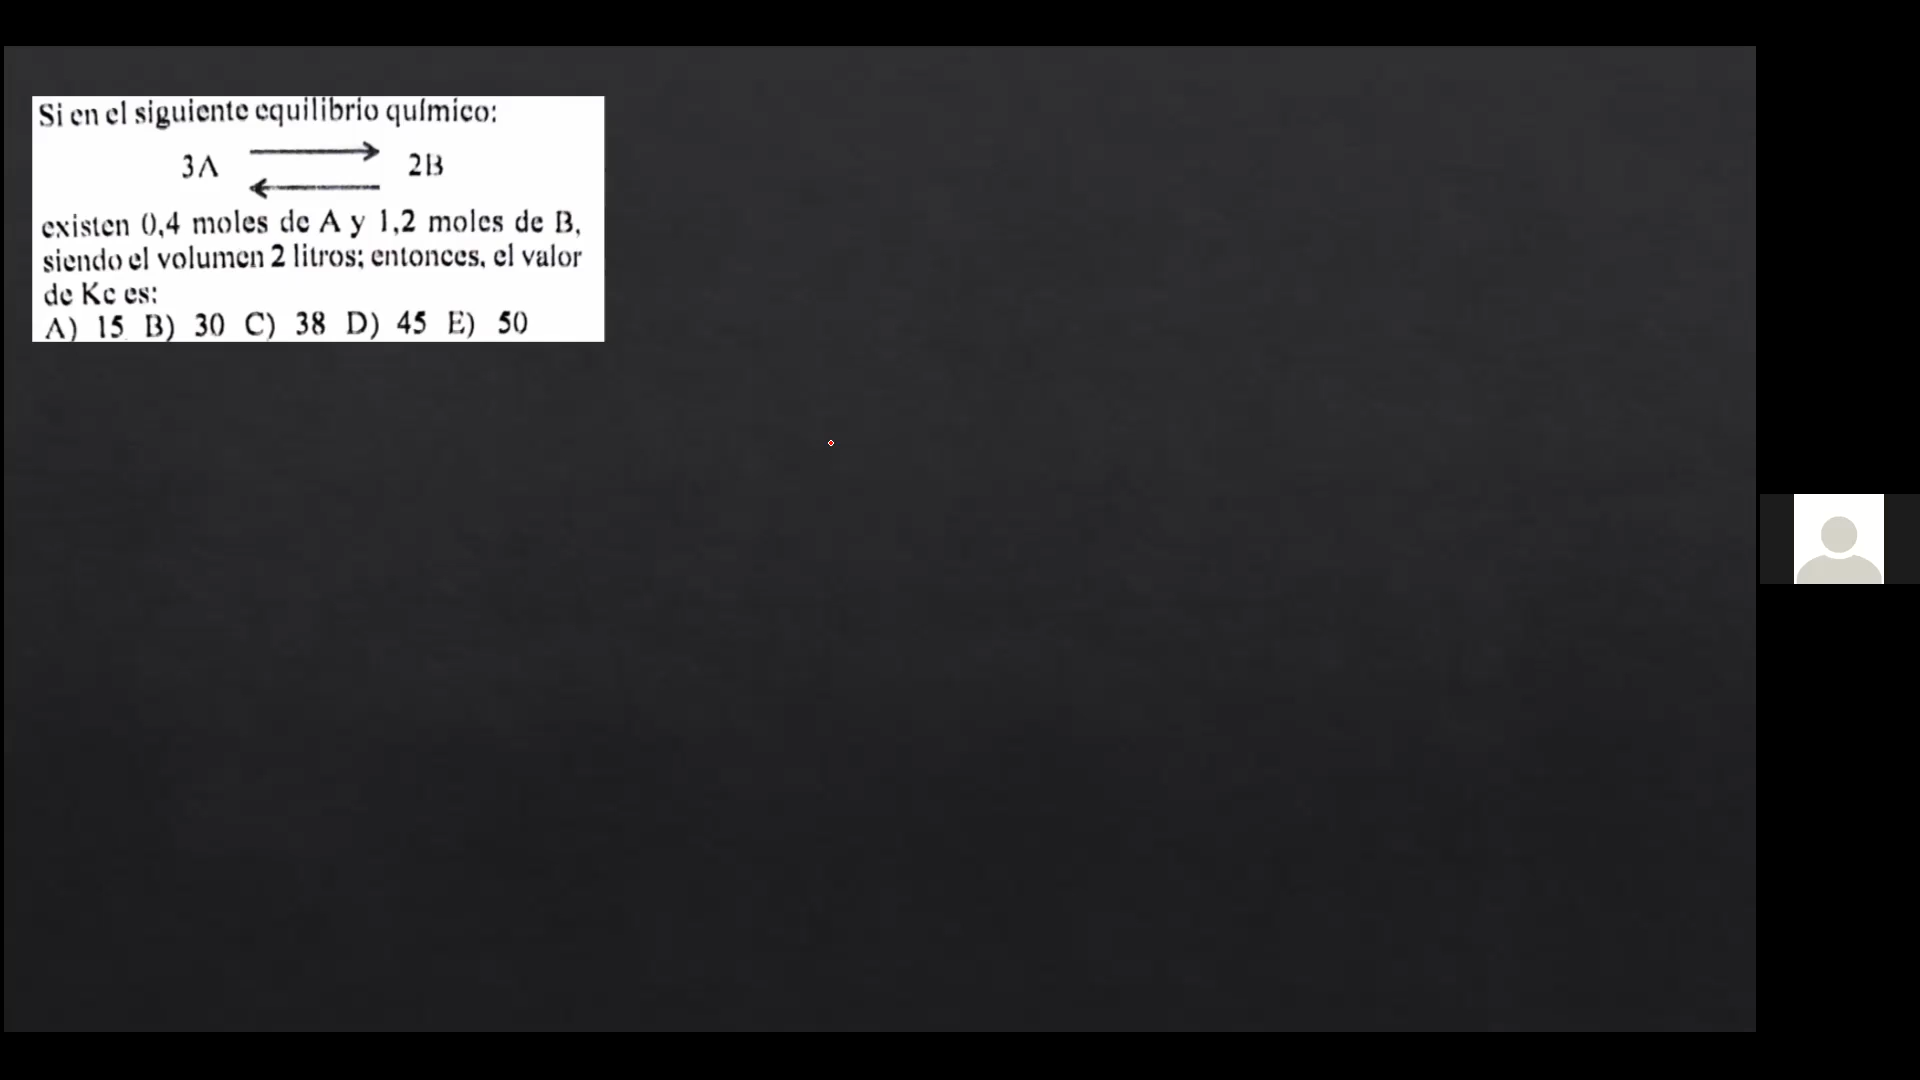 Si en el siguiente equilibrio químico:
3A 2B
existen 0,4 moles de A y 1,2 moles de B,
siendo el volumen 2 litros; entonces, el valor
de Kc es:
A) 15 B) 30 C) 38 D) 45 E) 50